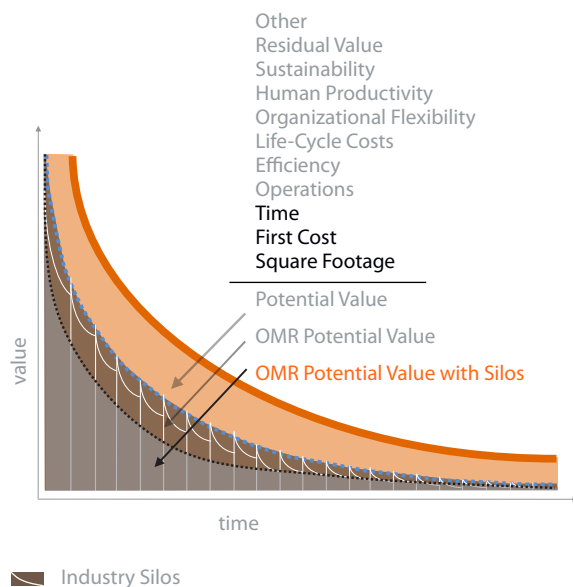 Other
Residual Value
Sustainability
Human Productivity
Organizational Flexibility
Life-Cycle Costs
Efficiency
Operations
Time
First Cost
Square Footage
Potential Value
OMR Potential Value
OMR Potential Value with Silos
value
time
Industry Silos